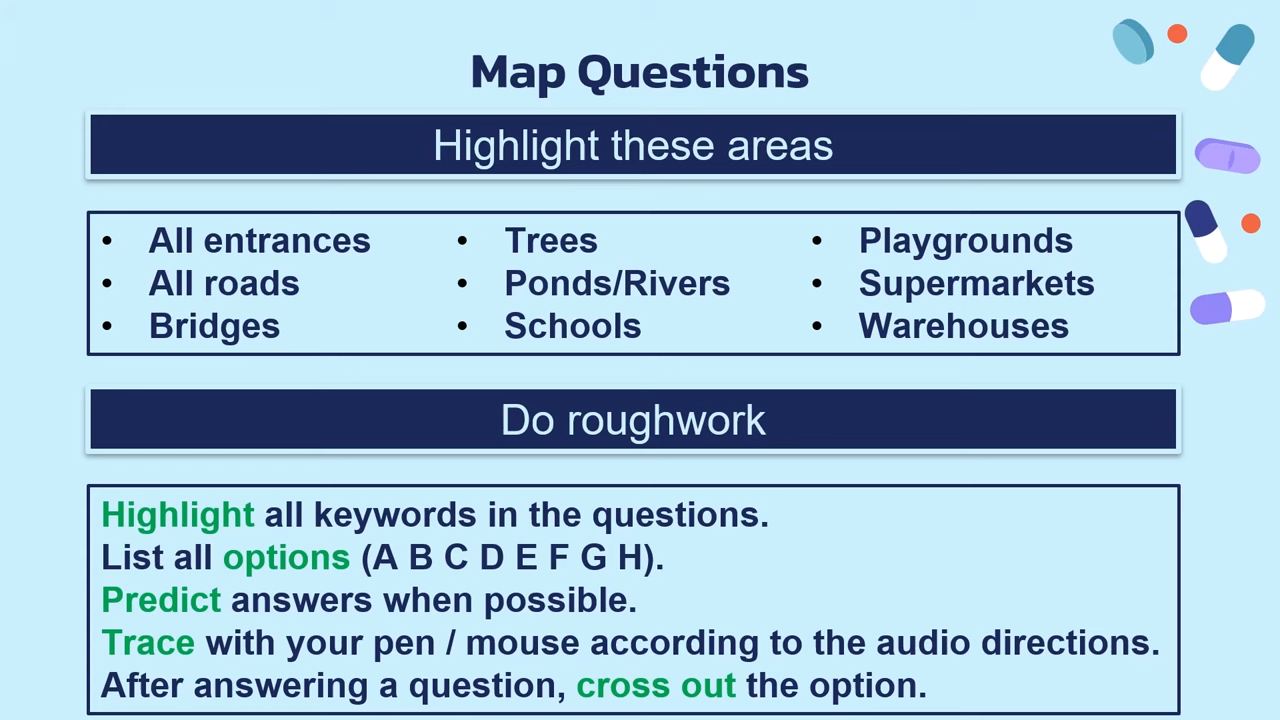 Map Questions
Highlight these areas
• All entrances
• All roads
• Bridges
• Trees
• Ponds/Rivers
• Schools
• Playgrounds
• Supermarkets
• Warehouses
Do roughwork
Highlight all keywords in the questions.
List all options (A B C D E F G H).
Predict answers when possible.
Trace with your pen / mouse according to the audio directions.
After answering a question, cross out the option.